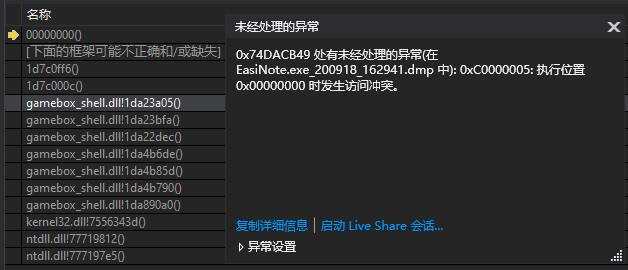 名称
00000000()
[下面的框架可能不正确和/或缺失]
1d7c0ff6()
1d7c000c()
gamebox_shell.dll!1da23a05()
gamebox_shell.dll!1da23bfa()
gamebox_shell.dll!1da22dec()
gamebox_shell.dll!1da4b6de()
gamebox_shell.dll!1da4b85d()
gamebox_shell.dll!1da4b790()
gamebox_shell.dll!1da890a0()
kernel32.dll!7556343d()
ntdll.dll!77719812()
ntdll.dll!777197e5()
未经处理的异常
0x74DACB49 处有未经处理的异常(在
EasiNote.exe_200918_162941.dmp 中): 0xC0000005: 执行位置
0x00000000 时发生访问冲突。
复制详细信息 | 启动 Live Share 会话...
异常设置